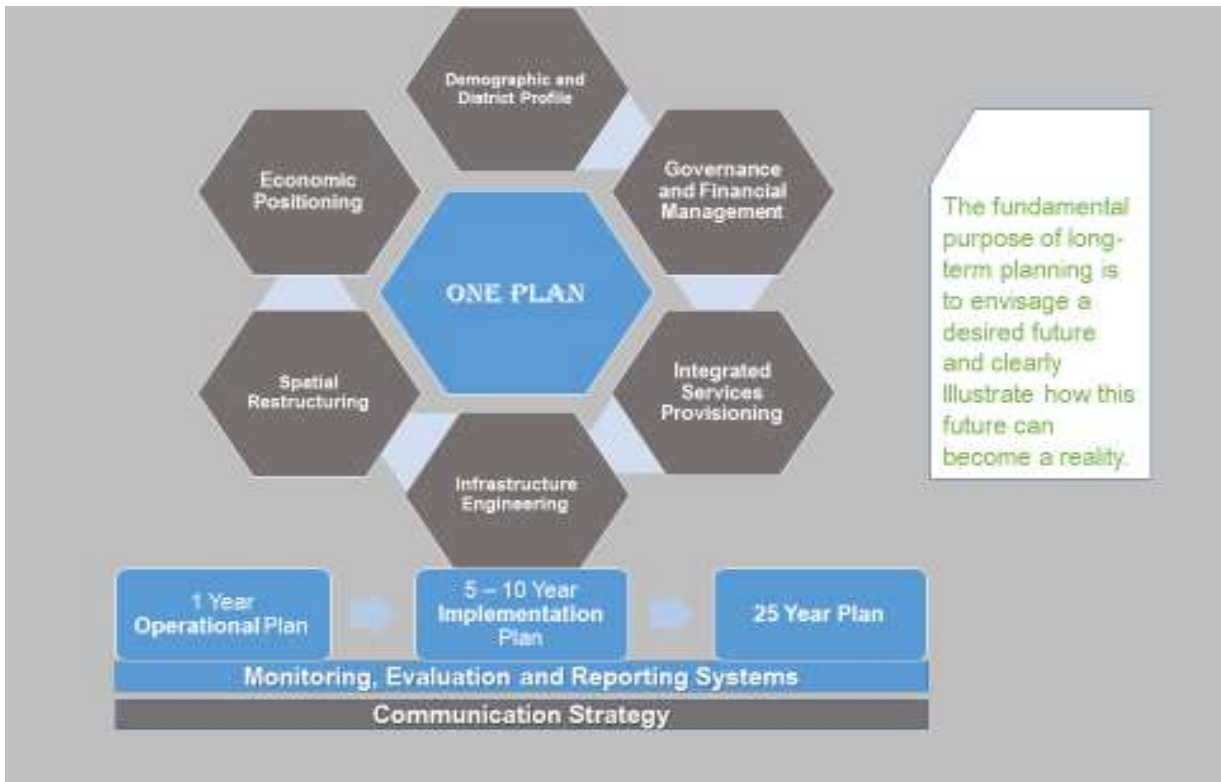 Demographic and
District Profile
Economic
Positioning
Governance
and Financial
Management
ONE PLAN
Spatial
Restructuring
Integrated
Services
Provisioning
Infrastructure
Engineering
The fundamental
purpose of long-
term planning is
to envisage a
desired future
and clearly
Illustrate how this
future can
become a reality.
1 Year
Operational Plan
5 – 10 Year
Implementation
Plan
25 Year Plan
Monitoring, Evaluation and Reporting Systems
Communication Strategy